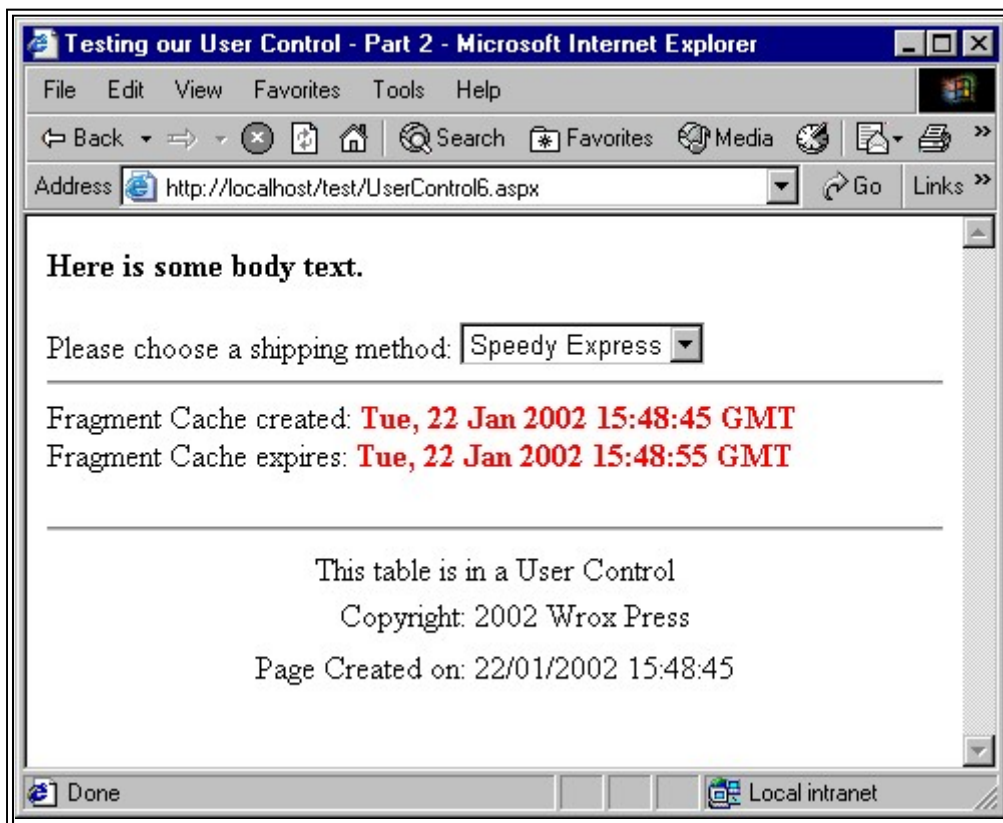 Testing our User Control - Part 2 - Microsoft Internet Explorer
File Edit View Favorites Tools Help
Back Search Favorites Media »
Address http://localhost/test/UserControl6.aspx Go Links »
Here is some body text.
Please choose a shipping method: Speedy Express
Fragment Cache created: Tue, 22 Jan 2002 15:48:45 GMT
Fragment Cache expires: Tue, 22 Jan 2002 15:48:55 GMT
This table is in a User Control
Copyright: 2002 Wrox Press
Page Created on: 22/01/2002 15:48:45
Done Local intranet